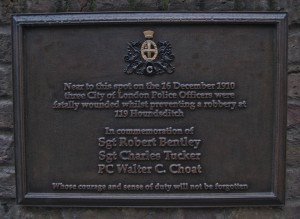 Near to this spot on the 16 December 1910
three City of London Police Officers were
fatally wounded whilst preventing a robbery at
119 Houndsditch
In commemoration of
Sgt Robert Bentley
Sgt Charles Tucker
PC Walter C. Choat
Whose courage and sense of duty will not be forgotten